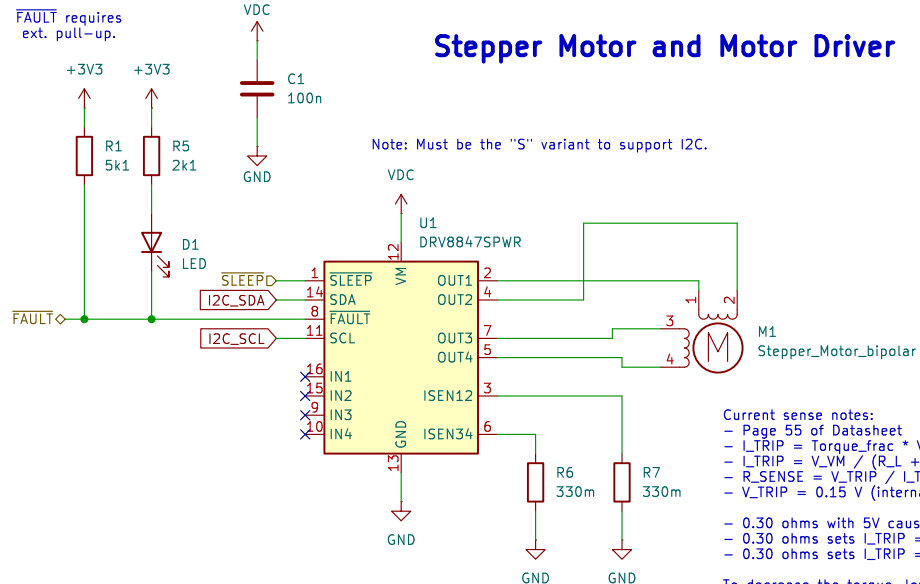 FAULT requires
ext. pull-up.
VDC
Stepper Motor and Motor Driver
+3V3
+3V3
C1
100n
R1
5k1
R5
2k1
GND
Note: Must be the "S" variant to support I2C.
VDC
U1
DRV8847SPWR
12
VM
D1
LED
SLEEP
1
SLEEP
OUT1
2
I2C_SDA
14
SDA
OUT2
4
1
2
FAULT
8
FAULT
3
I2C_SCL
11
SCL
OUT3
7
M1
M
Stepper_Motor_bipolar
OUT4
5
4
16
IN1
15
IN2
ISEN12
3
9
IN3
10
IN4
ISEN34
6
GND
13
Current sense notes:
- Page 55 of Datasheet
- I_TRIP = Torque_frac * V
- I_TRIP = V_VM / (R_L +
- R_SENSE = V_TRIP / I_T
- V_TRIP = 0.15 V (intern
R6
330m
R7
330m
- 0.30 ohms with 5V caus
- 0.30 ohms sets I_TRIP =
- 0.30 ohms sets I_TRIP =
GND
GND
GND